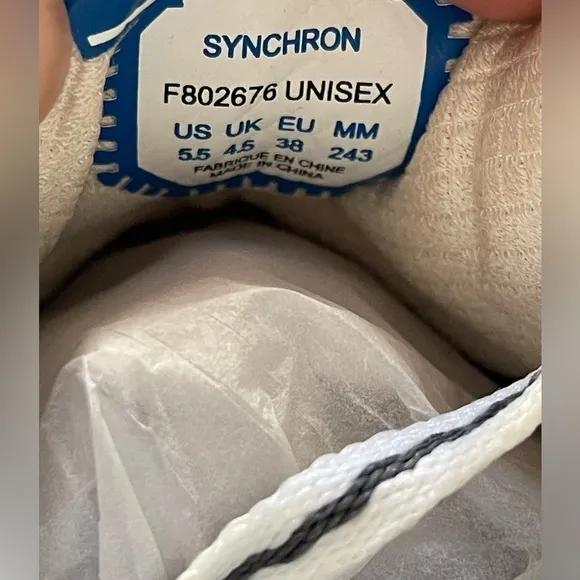 SYNCHRON
F802676 UNISEX
US UK EU MM
5.5 4.5 38 243
FABRIQUE EN CHINE
MADE IN CHINA